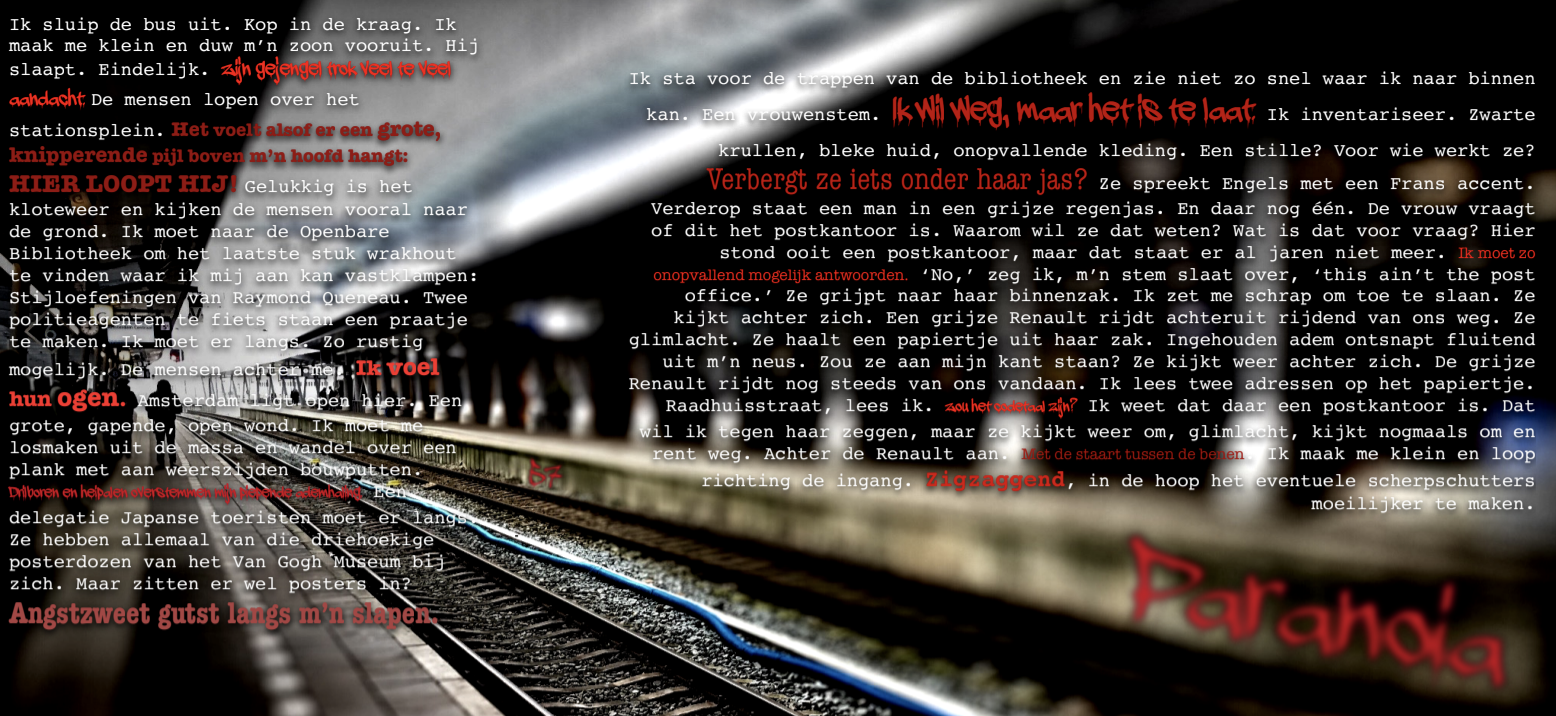 Ik sluip de bus uit. Kop in de kraag. Ik
maak me klein en duw m’n zoon vooruit. Hij
slaapt. Eindelijk. Zijn gejengel trok veel te veel
aandacht. De mensen lopen over het
stationsplein. Het voelt alsof er een grote,
knipperende pijl boven m’n hoofd hangt:
HIER LOOPT HIJ! Gelukkig is het
kloteweer en kijken de mensen vooral naar
de grond. Ik moet naar de Openbare
Bibliotheek om het laatste stuk wrakhout
te vinden waar ik mij aan kan vastklampen:
Stijloefeningen van Raymond Queneau. Twee
politieagenten te fiets staan een praatje
te maken. Ik moet er langs. Zo rustig
mogelijk. De mensen achter me. Ik voel
hun ogen. Amsterdam ligt open hier. Een
grote, gapende, open wond. Ik moet me
losmaken uit de massa en wandel over een
plank met aan weerszijden bouwputten.
Drilboren en heipalen overstemmen mijn piepende ademhaling. Een
delegatie Japanse toeristen moet er langs.
Ze hebben allemaal van die driehoekige
posterdozen van het Van Gogh Museum bij
zich. Maar zitten er wel posters in?
Angstzweet gutst langs m’n slapen.
Ik sta voor de trappen van de bibliotheek en zie niet zo snel waar ik naar binnen
kan. Een vrouwenstem. Ik wil weg, maar het is te laat. Ik inventariseer. Zwarte
krullen, bleke huid, onopvallende kleding. Een stille? Voor wie werkt ze?
Verbergt ze iets onder haar jas? Ze spreekt Engels met een Frans accent.
Verderop staat een man in een grijze regenjas. En daar nog één. De vrouw vraagt
of dit het postkantoor is. Waarom wil ze dat weten? Wat is dat voor vraag? Hier
stond ooit een postkantoor, maar dat staat er al jaren niet meer. Ik moet zo
onopvallend mogelijk antwoorden. ‘No,’ zeg ik, m’n stem slaat over, ‘this ain’t the post
office.’ Ze grijpt naar haar binnenzak. Ik zet me schrap om toe te slaan. Ze
kijkt achter zich. Een grijze Renault rijdt achteruit rijdend van ons weg. Ze
glimlacht. Ze haalt een papiertje uit haar zak. Ingehouden adem ontsnapt fluitend
uit m’n neus. Zou ze aan mijn kant staan? Ze kijkt weer achter zich. De grijze
Renault rijdt nog steeds van ons vandaan. Ik lees twee adressen op het papiertje.
Raadhuisstraat, lees ik. Zou het codetaal zijn? Ik weet dat daar een postkantoor is. Dat
wil ik tegen haar zeggen, maar ze kijkt weer om, glimlacht, kijkt nogmaals om en
rent weg. Achter de Renault aan. Met de staart tussen de benen. Ik maak me klein en loop
richting de ingang. Zigzaggend, in de hoop het eventuele scherpschutters
moeilijker te maken.
Paranoia